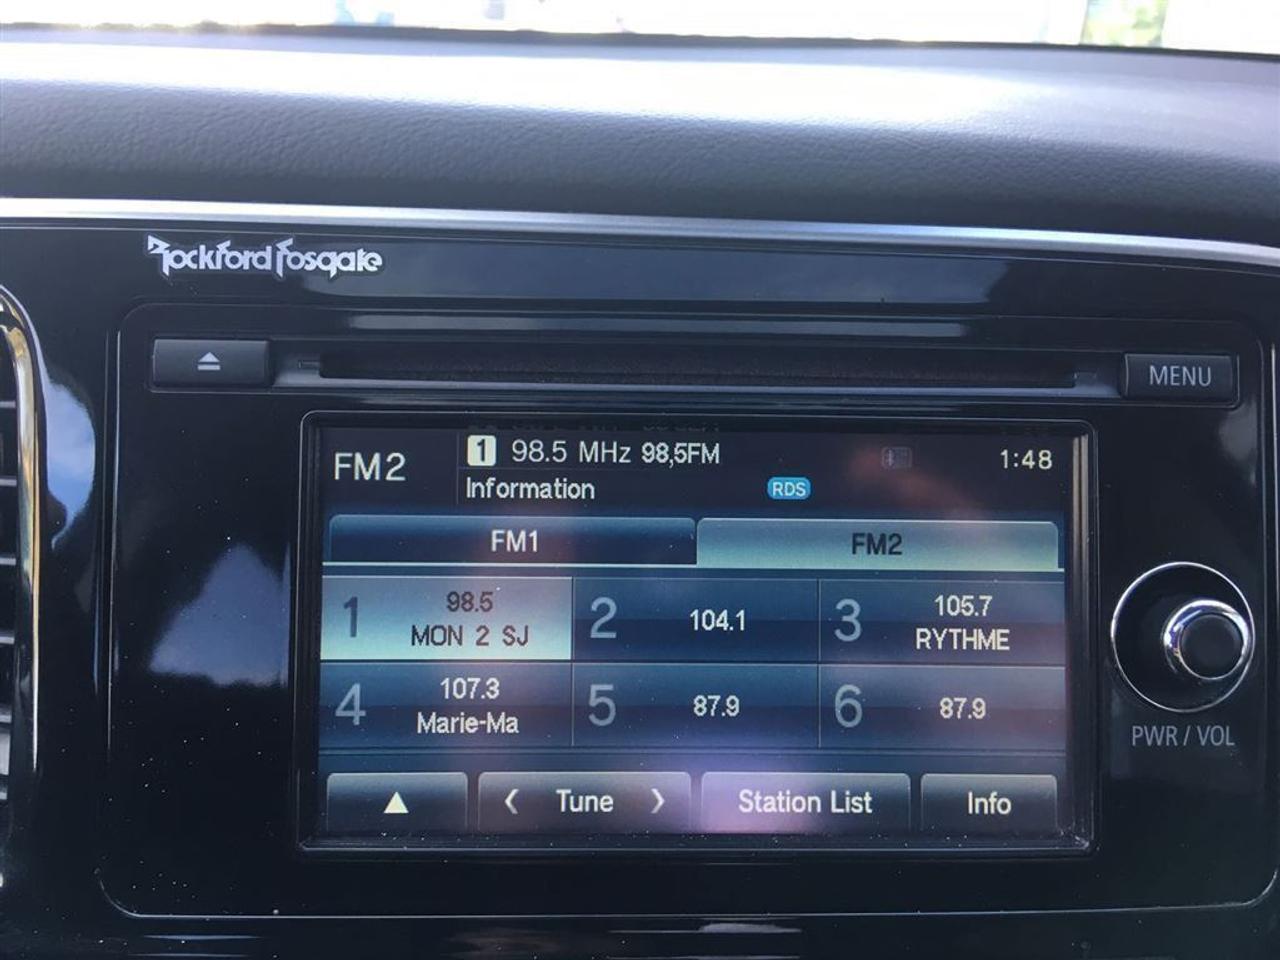 Rockford Fosgate
MENU
FM2
1 98.5 MHz 98,5FM
1:48
Information
RDS
FM1
FM2
1 98.5
MON 2 SJ
2 104.1
3 105.7
RYTHME
4 107.3
Marie-Ma
5 87.9
6 87.9
PWR / VOL
Tune
Station List
Info